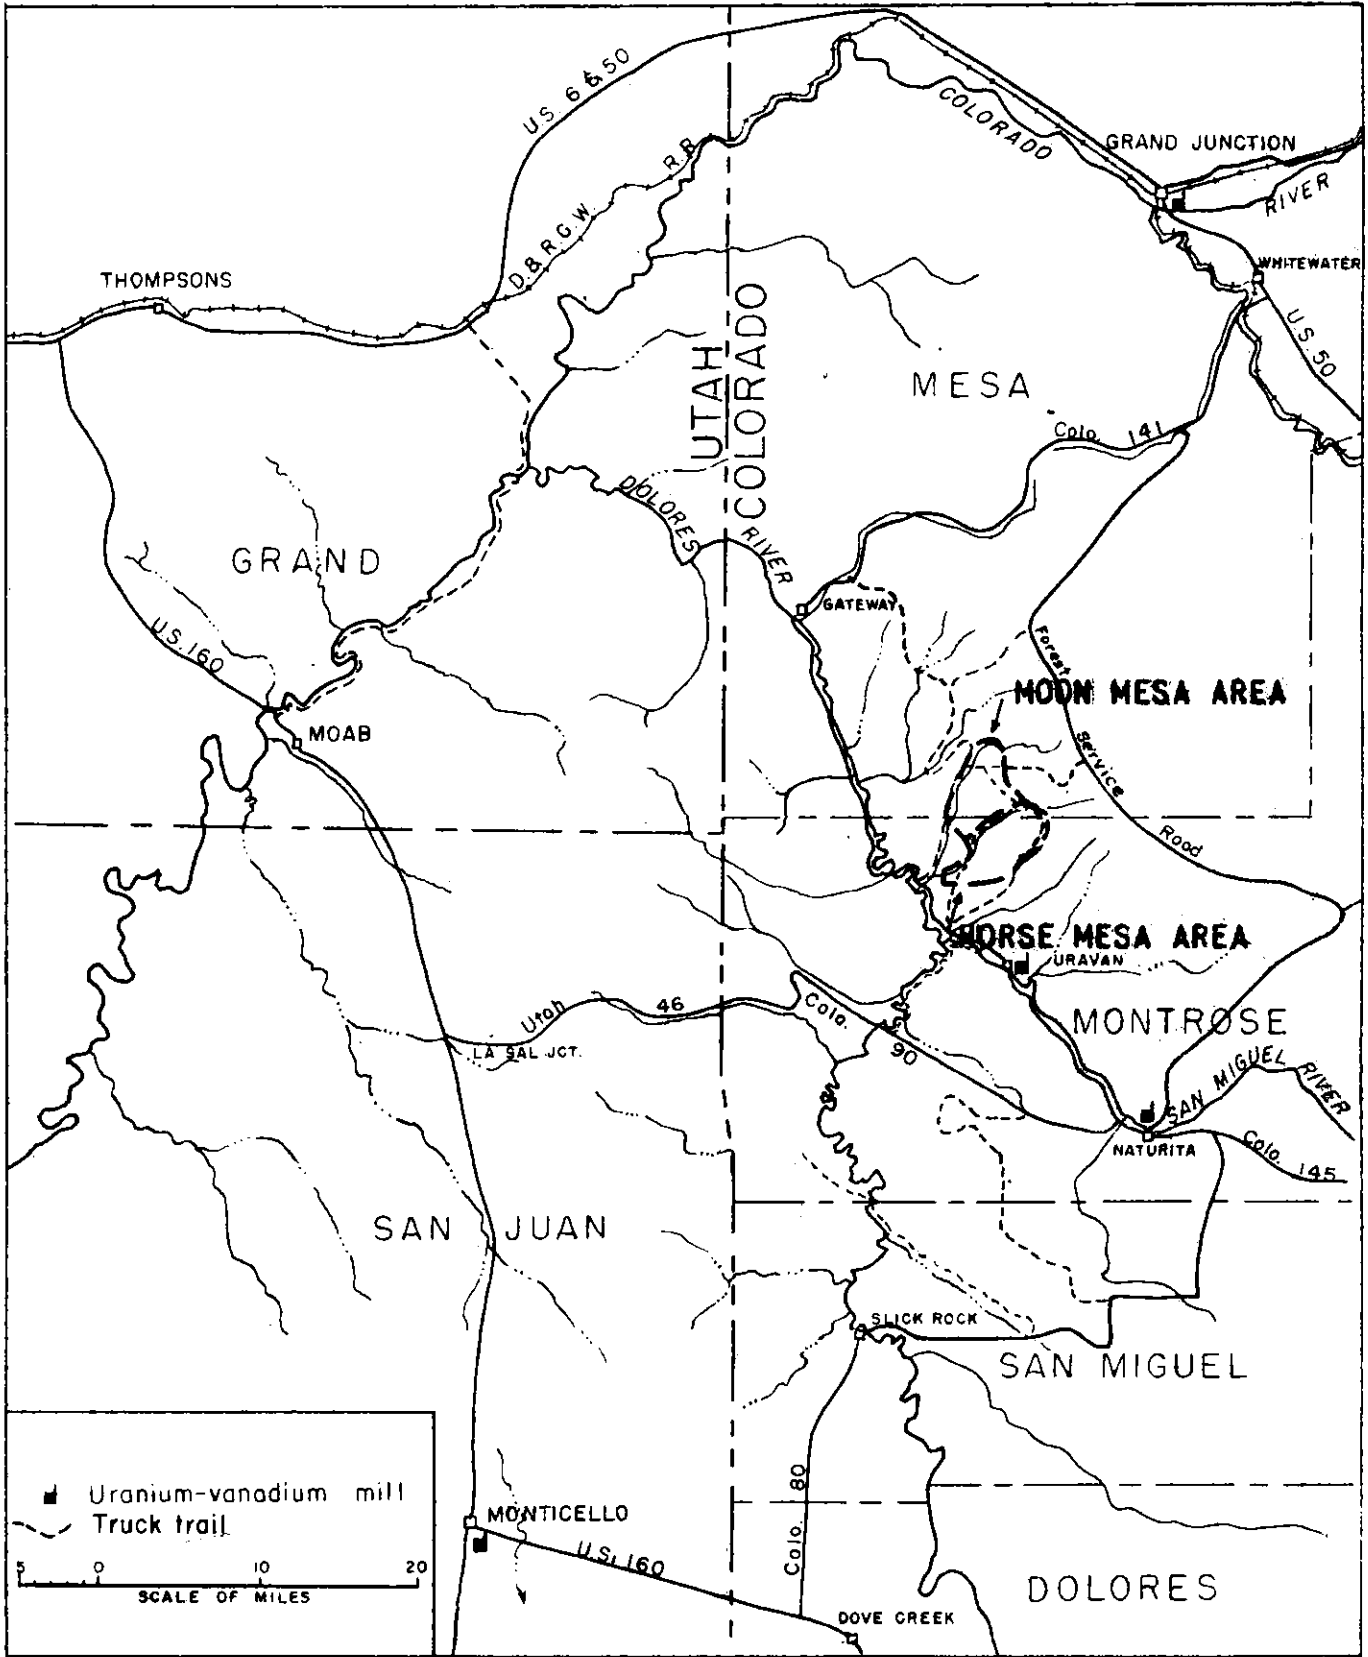 U.S. 6 & 50
COLORADO
GRAND JUNCTION
RIVER
D. & R.G.W. R.R.
WHITEWATER
THOMPSONS
U.S. 50
UTAH
COLORADO
MESA
Colo. 141
DOLORES
RIVER
GRAND
GATEWAY
U.S. 160
Forest
MOON MESA AREA
MOAB
Service
Road
HORSE MESA AREA
URAVAN
Utah 46
Colo.
90
MONTROSE
LA SAL JCT.
SAN MIGUEL RIVER
NATURITA
Colo. 145
SAN JUAN
SLICK ROCK
SAN MIGUEL
Colo. 80
Uranium-vanadium mill
Truck trail
MONTICELLO
U.S. 160
5 0 10 20
SCALE OF MILES
DOLORES
DOVE CREEK